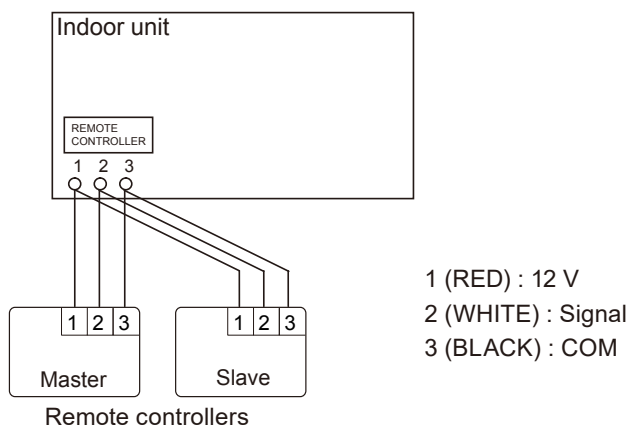 Indoor unit
REMOTE
CONTROLLER
1 2 3
1 2 3
1 2 3
Master
Slave
Remote controllers
1 (RED) : 12 V
2 (WHITE) : Signal
3 (BLACK) : COM